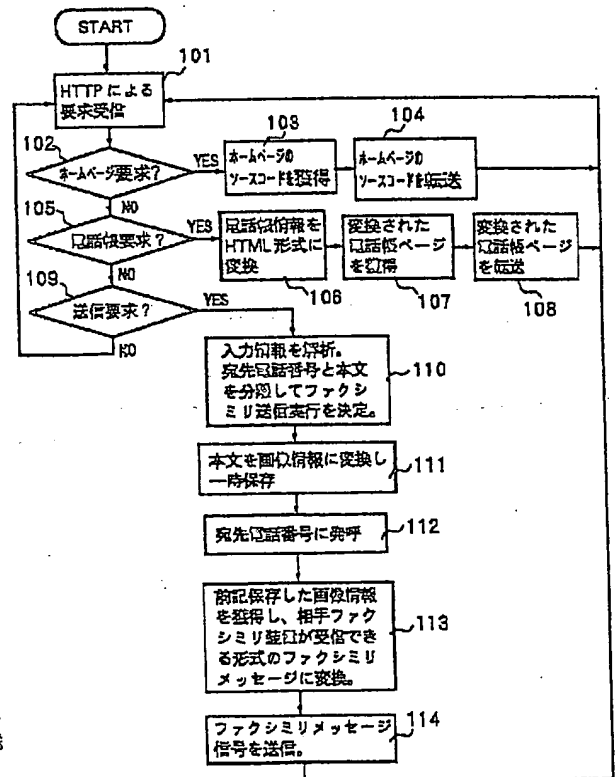 START
101
HTTPによる
要求受信
102
ホームページ要求?
YES
103
ホームページの
ソースコードを獲得
104
ホームページの
ソースコードを転送
NO
105
電話帳要求?
YES
電話帳情報を
HTML形式に
変換
106
変換された
電話帳ページ
を獲得
107
変換された
電話帳ページ
を転送
108
NO
109
送信要求?
YES
NO
入力情報を解析。
宛先電話番号と本文
を分離してファクシ
ミリ送信実行を決定。
110
本文を画像情報に変換し
一時保存
111
宛先電話番号に発呼
112
前記保存した画像情報
を獲得し、相手ファク
シミリ装置が受信でき
る形式のファクシミリ
メッセージに変換。
113
ファクシミリメッセージ
信号を送信。
114